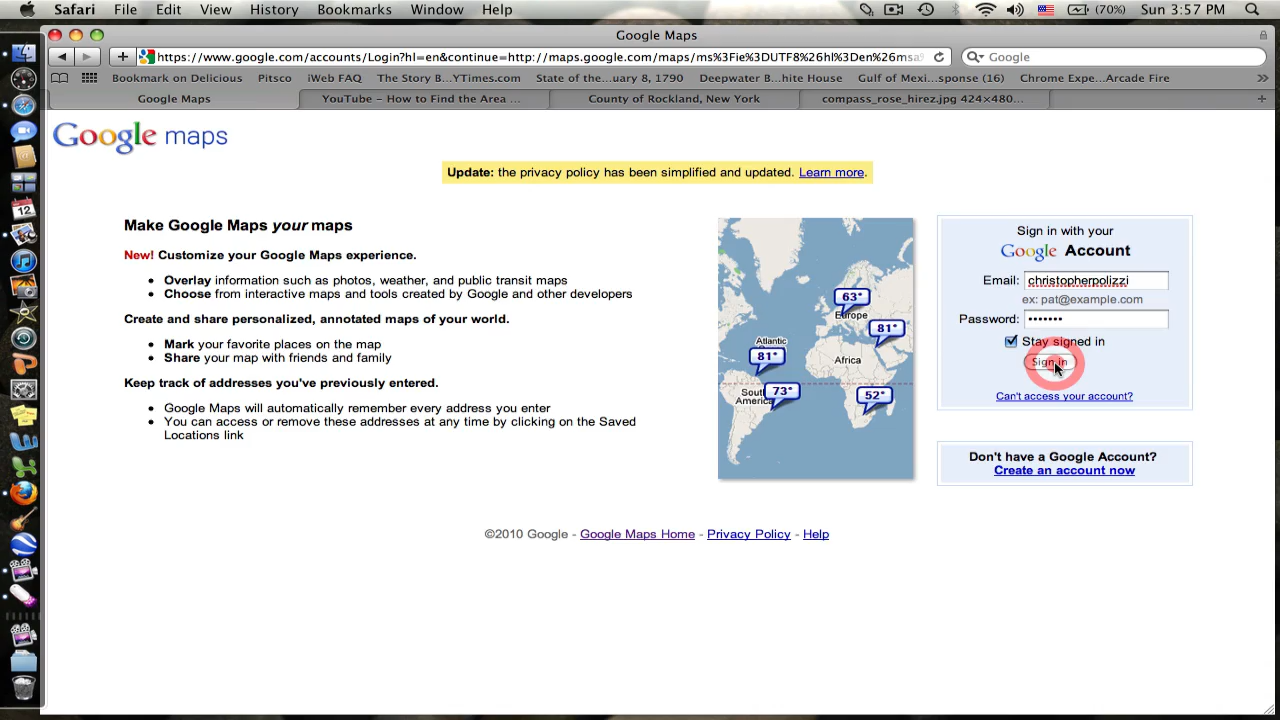 Safari File Edit View History Bookmarks Window Help (70%) Sun 3:57 PM
Google Maps
https://www.google.com/accounts/Login?hl=en&continue=http://maps.google.com/maps/ms%3Fie%3DUTF8%26hl%3Den%26msa Google
Bookmark on Delicious Pitsco iWeb FAQ The Story B...YTimes.com State of the...uary 8, 1790 Deepwater B...hite House Gulf of Mexi...sponse (16) Chrome Expe...Arcade Fire
Google Maps YouTube – How to Find the Area ... County of Rockland, New York compass_rose_hirez.jpg 424×480...
Google maps
Update: the privacy policy has been simplified and updated. Learn more.
Make Google Maps your maps
New! Customize your Google Maps experience.
Overlay information such as photos, weather, and public transit maps
Choose from interactive maps and tools created by Google and other developers
Create and share personalized, annotated maps of your world.
Mark your favorite places on the map
Share your map with friends and family
Keep track of addresses you've previously entered.
Google Maps will automatically remember every address you enter
You can access or remove these addresses at any time by clicking on the Saved
Locations link
63°
Europe
81°
Atlantic
81°
Africa
South
America
73°
52°
Sign in with your
Google Account
Email: christopherpolizzi
ex: pat@example.com
Password: •••••••
Stay signed in
Sign in
Can't access your account?
Don't have a Google Account?
Create an account now
©2010 Google - Google Maps Home - Privacy Policy - Help
12